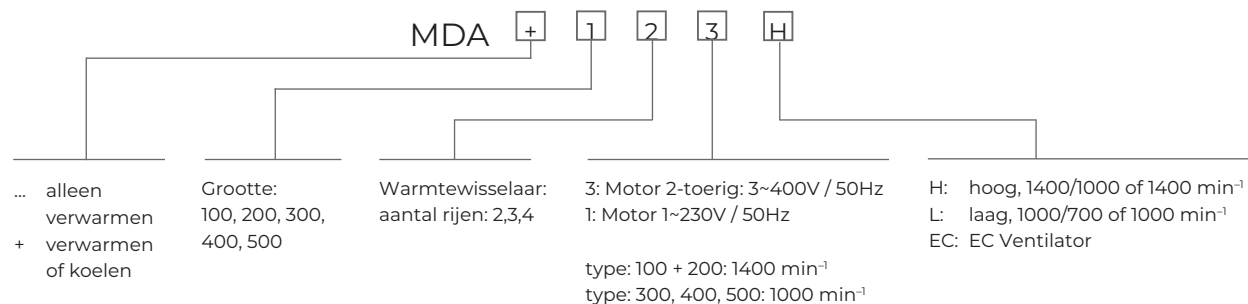 MDA + 1 2 3 H
... alleen
verwarmen
+ verwarmen
of koelen
Grootte:
100, 200, 300,
400, 500
Warmtewisselaar:
aantal rijen: 2,3,4
3: Motor 2-toerig: 3~400V / 50Hz
1: Motor 1~230V / 50Hz
type: 100 + 200: 1400 min⁻¹
type: 300, 400, 500: 1000 min⁻¹
H: hoog, 1400/1000 of 1400 min⁻¹
L: laag, 1000/700 of 1000 min⁻¹
EC: EC Ventilator